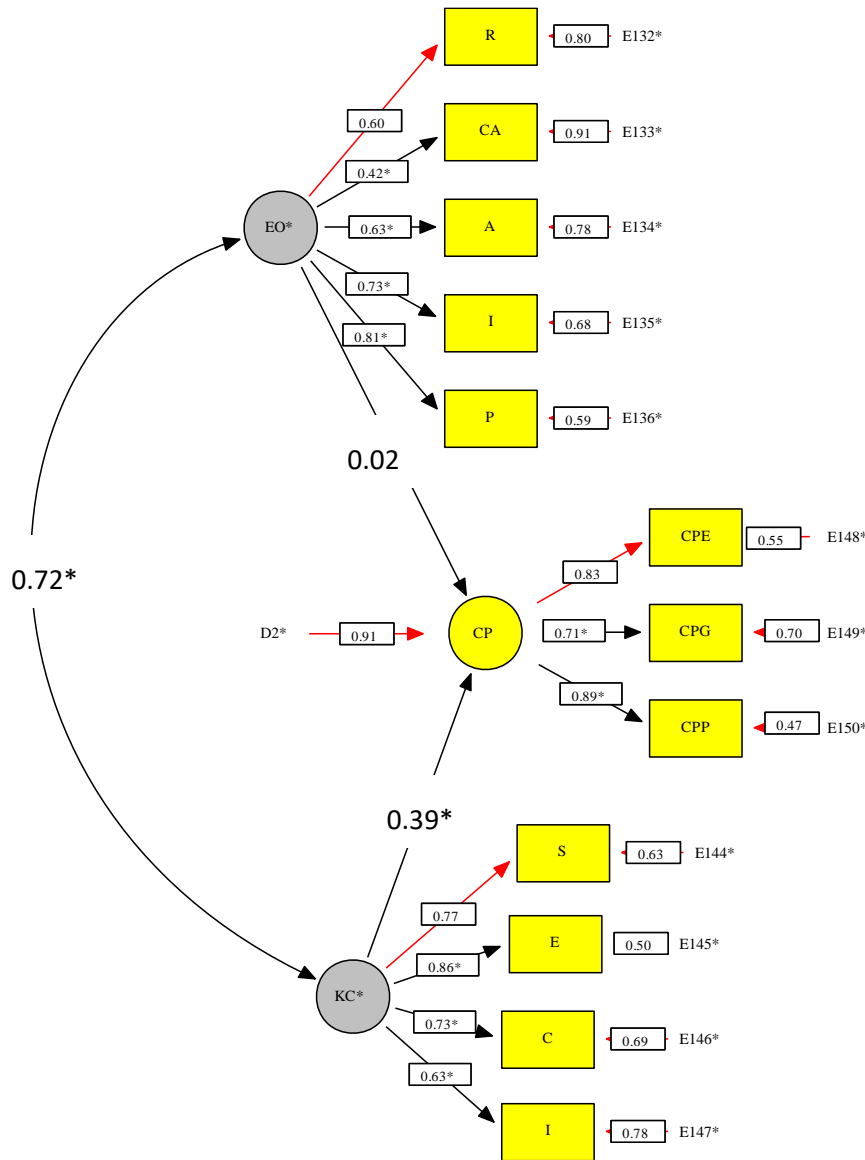 R
0.80
E132*
0.60
CA
0.91
E133*
0.42*
EO*
0.63*
A
0.78
E134*
0.73*
I
0.68
E135*
0.81*
P
0.59
E136*
0.02
CPE
0.55
E148*
0.83
0.72*
D2*
0.91
CP
0.71*
CPG
0.70
E149*
0.89*
CPP
0.47
E150*
0.39*
S
0.63
E144*
0.77
E
0.50
E145*
0.86*
KC*
0.73*
C
0.69
E146*
0.63*
I
0.78
E147*